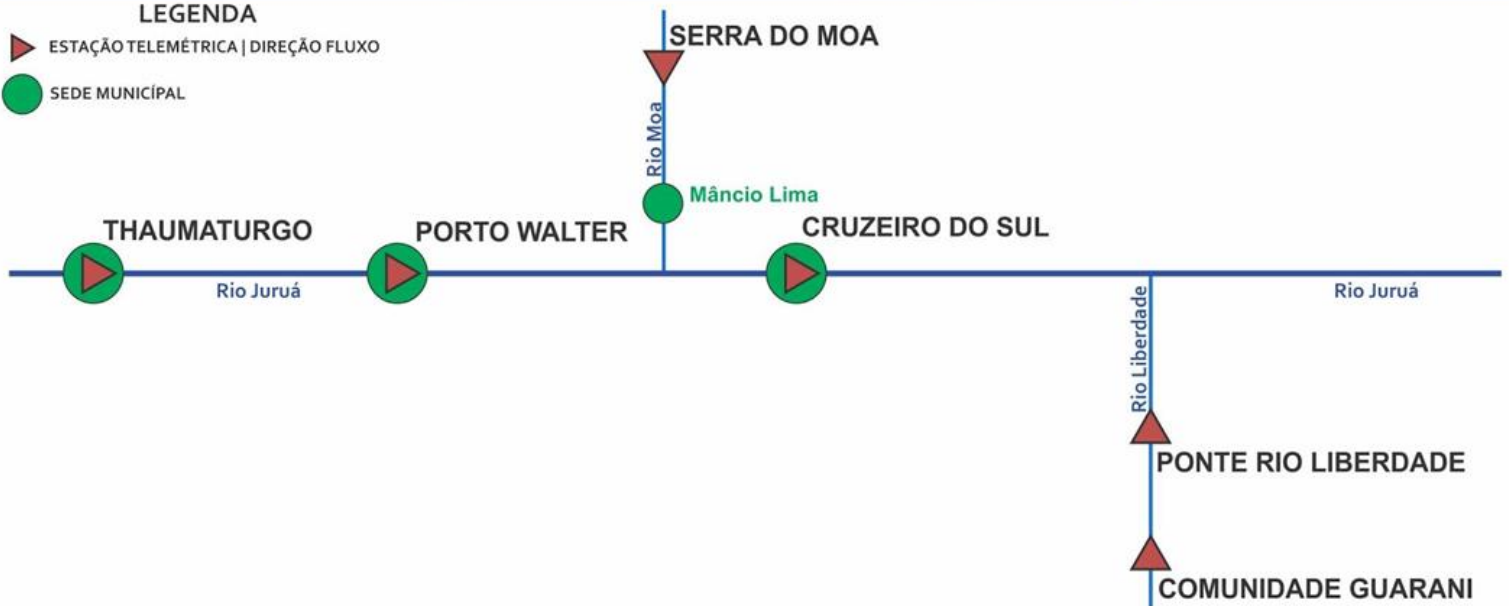 LEGENDA
ESTAÇÃO TELEMÉTRICA | DIREÇÃO FLUXO
SEDE MUNICÍPAL
SERRA DO MOA
Rio Moa
Mâncio Lima
THAUMATURGO
PORTO WALTER
CRUZEIRO DO SUL
Rio Juruá
Rio Juruá
Rio Liberdade
PONTE RIO LIBERDADE
COMUNIDADE GUARANI